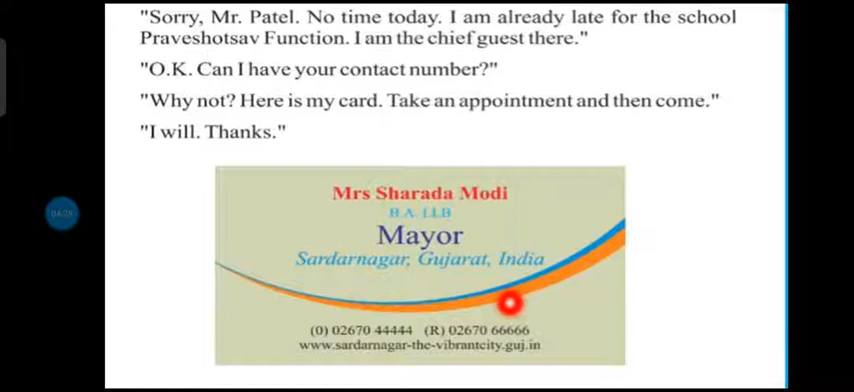 "Sorry, Mr. Patel. No time today. I am already late for the school
Praveshotsav Function. I am the chief guest there."
"O.K. Can I have your contact number?"
"Why not? Here is my card. Take an appointment and then come."
"I will. Thanks."
Mrs Sharada Modi
B.A. LLB
Mayor
Sardarnagar, Gujarat, India
(0) 02670 44444 (R) 02670 66666
www.sardarnagar-the-vibrantcity.guj.in